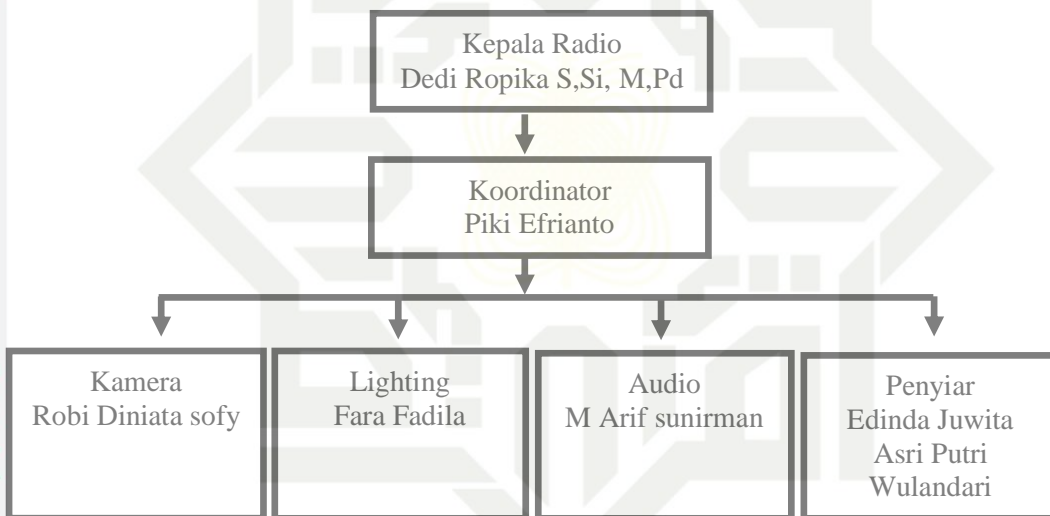 Kepala Radio
Dedi Ropika S,Si, M,Pd
Koordinator
Piki Efrianto
Kamera
Robi Diniata sofy
Lighting
Fara Fadila
Audio
M Arif sunirman
Penyiar
Edinda Juwita
Asri Putri
Wulandari